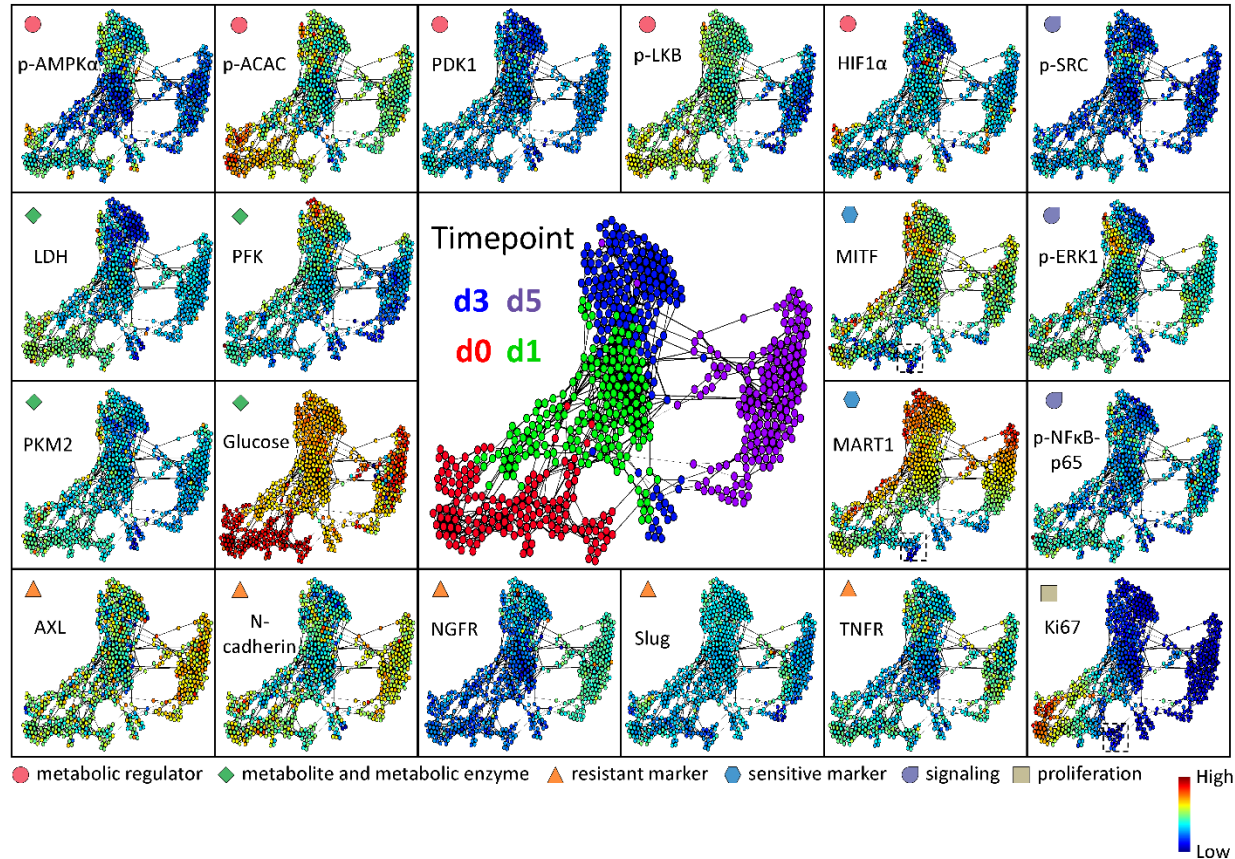 p-AMPKα
p-ACAC
PDK1
p-LKB
HIF1α
p-SRC
LDH
PFK
Timepoint
d3 d5
d0 d1
MITF
p-ERK1
PKM2
Glucose
MART1
p-NFκB-
p65
AXL
N-
cadherin
NGFR
Slug
TNFR
Ki67
metabolic regulator metabolite and metabolic enzyme resistant marker sensitive marker signaling proliferation
High
Low